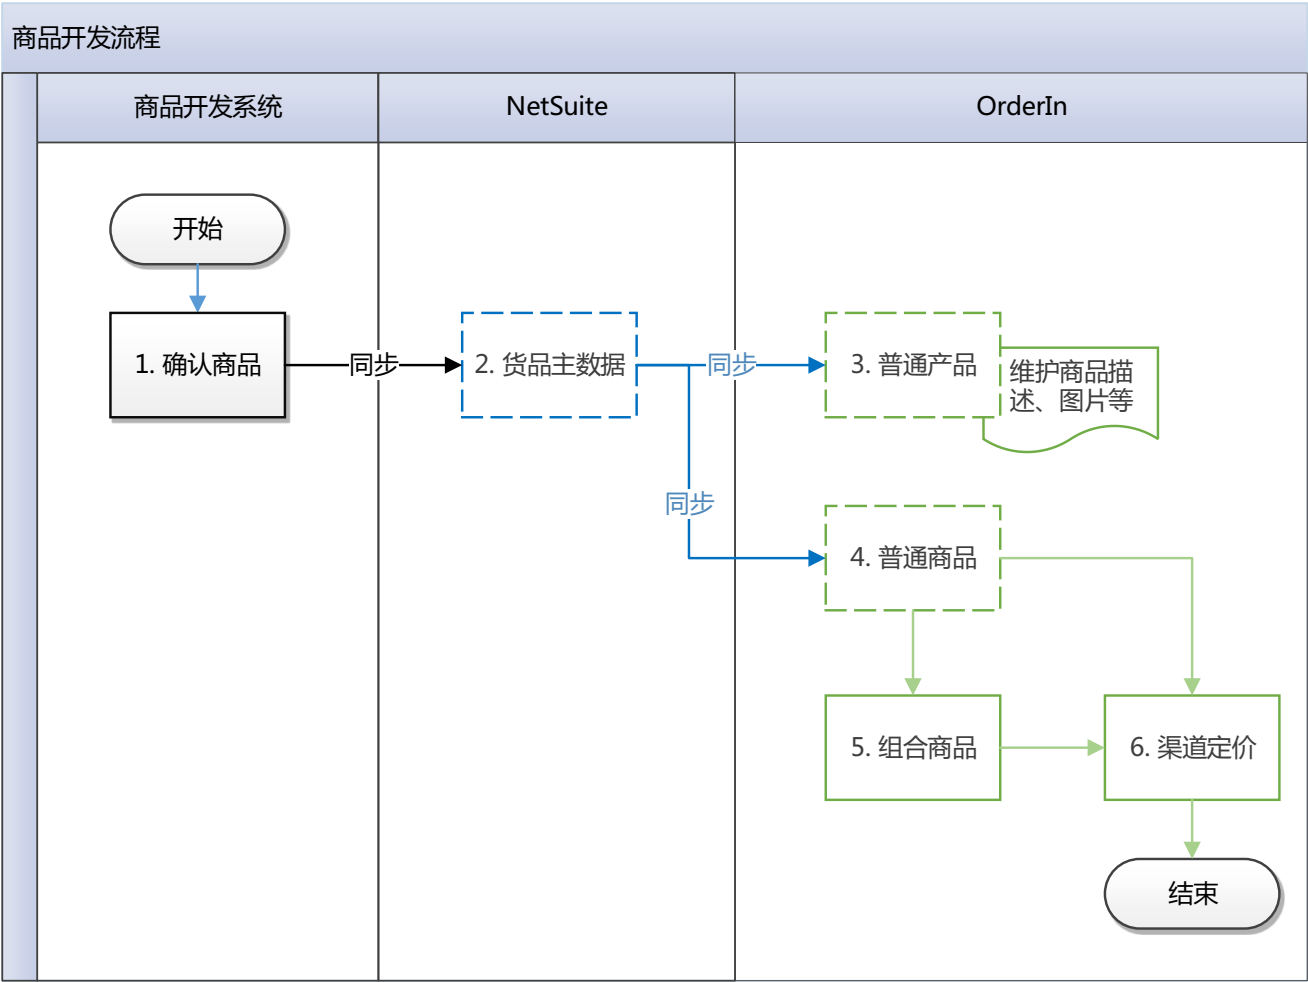 商品开发流程
商品开发系统
NetSuite
OrderIn
开始
1. 确认商品
同步
2. 货品主数据
同步
3. 普通产品
维护商品描
述、图片等
同步
4. 普通商品
5. 组合商品
6. 渠道定价
结束